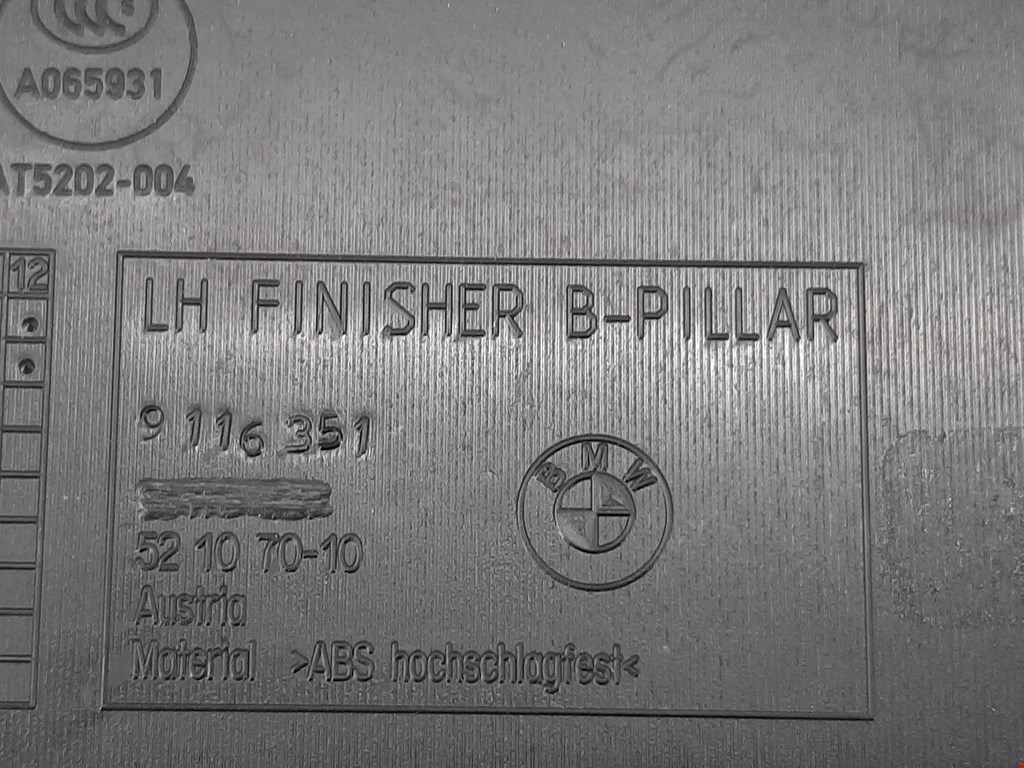 A065931
AT5202-004
12
LH FINISHER B-PILLAR
9 116 351
BMW
52 10 70-10
Austria
Material >ABS hochschlagfest<